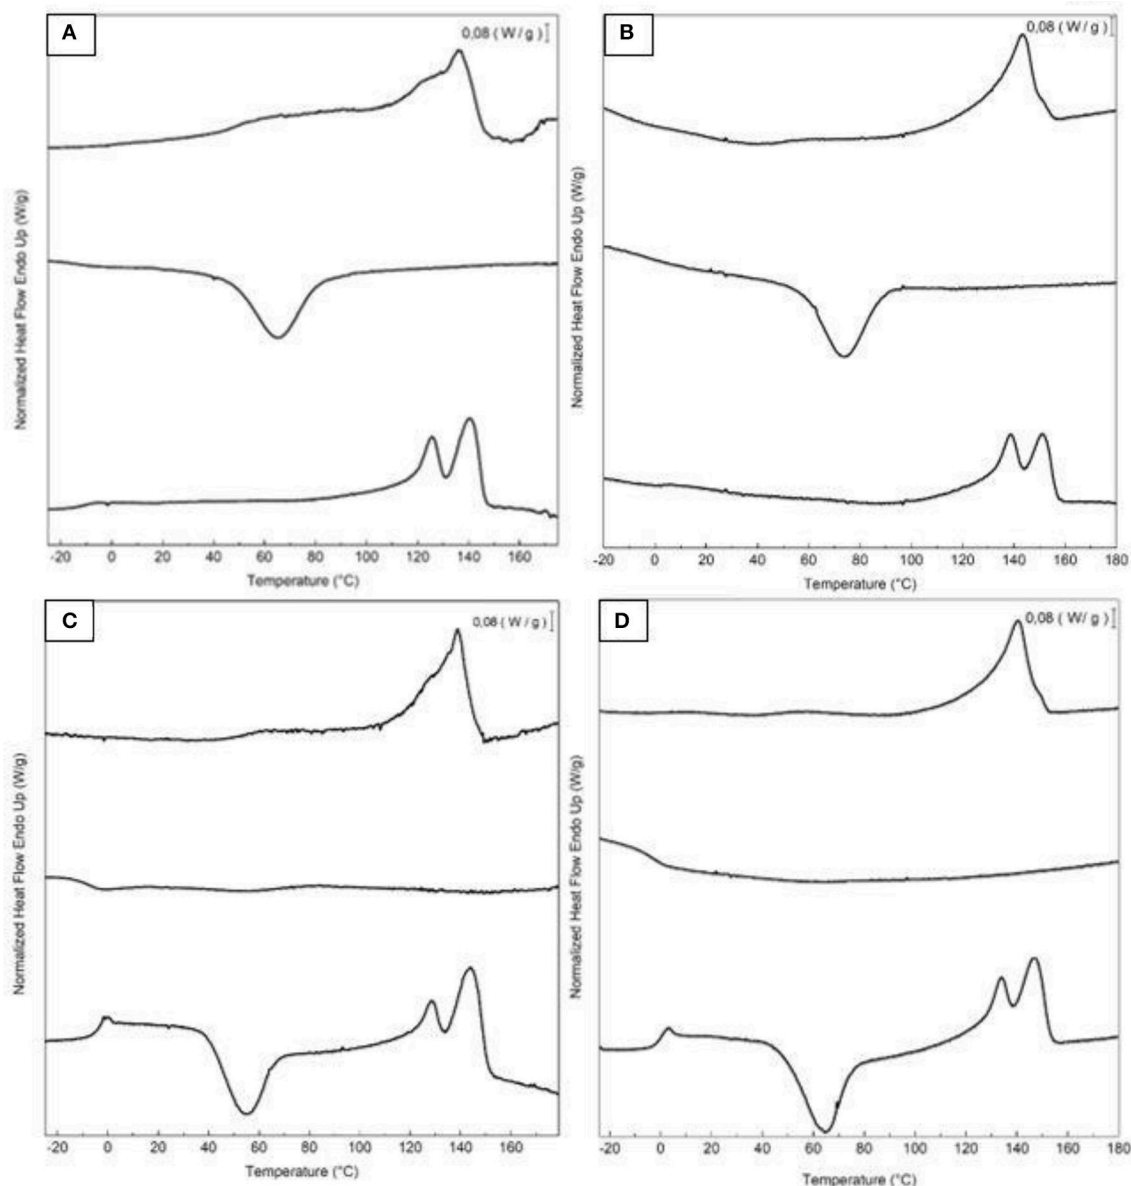 A
0,08 ( W / g )
Normalized Heat Flow Endo Up (W/g)
-20 0 20 40 60 80 100 120 140 160
Temperature (°C)
B
0,08 ( W / g )
Normalized Heat Flow Endo Up (W/g)
-20 0 20 40 60 80 100 120 140 160 180
Temperature (°C)
C
0,08 ( W / g )
Normalized Heat Flow Endo Up (W/g)
-20 0 20 40 60 80 100 120 140 160
Temperature (°C)
D
0,08 ( W/ g )
Normalized Heat Flow Endo Up (W/g)
-20 0 20 40 60 80 100 120 140 160 180
Temperature (°C)